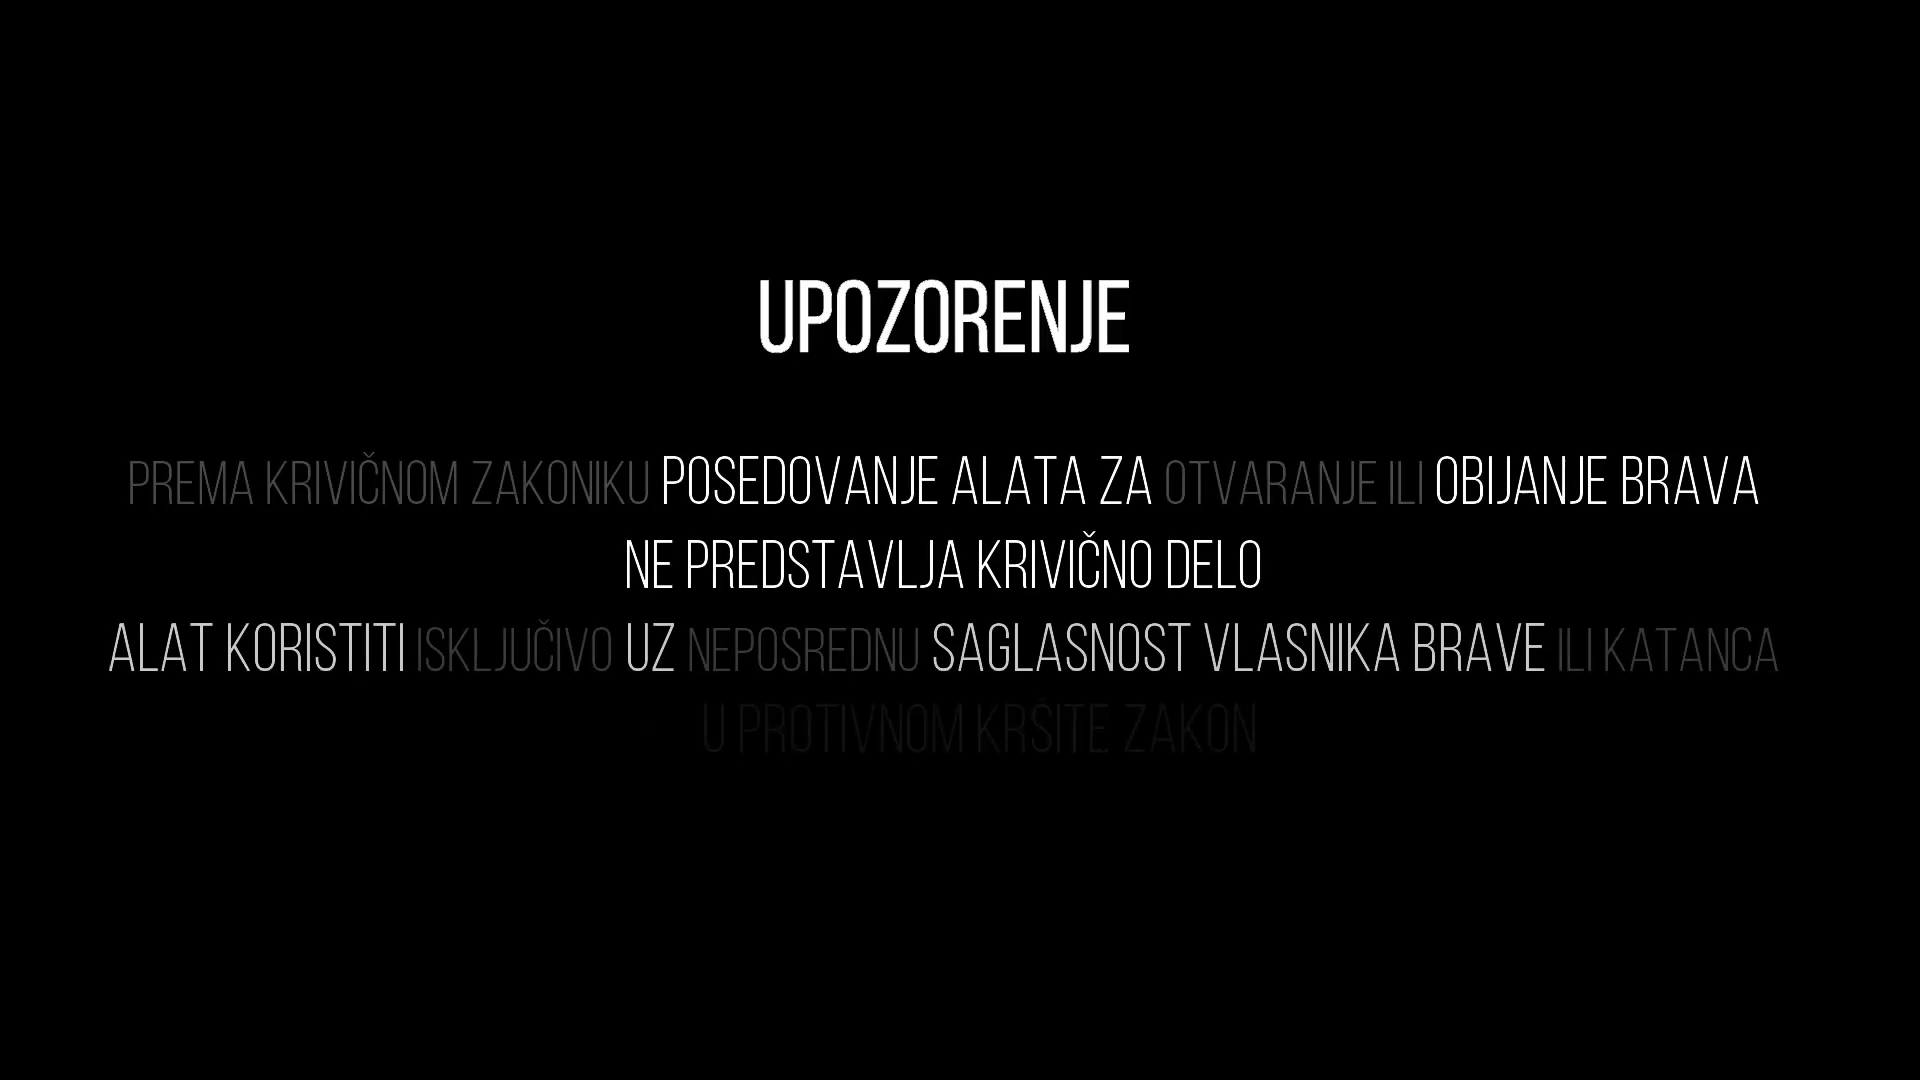 UPOZORENJE
PREMA KRIVIČNOM ZAKONIKU POSEDOVANJE ALATA ZA OTVARANJE ILI OBIJANJE BRAVA
NE PREDSTAVLJA KRIVIČNO DELO
ALAT KORISTITI ISKLJUČIVO UZ NEPOSREDNU SAGLASNOST VLASNIKA BRAVE ILI KATANCA
U PROTIVNOM KRŠITE ZAKON